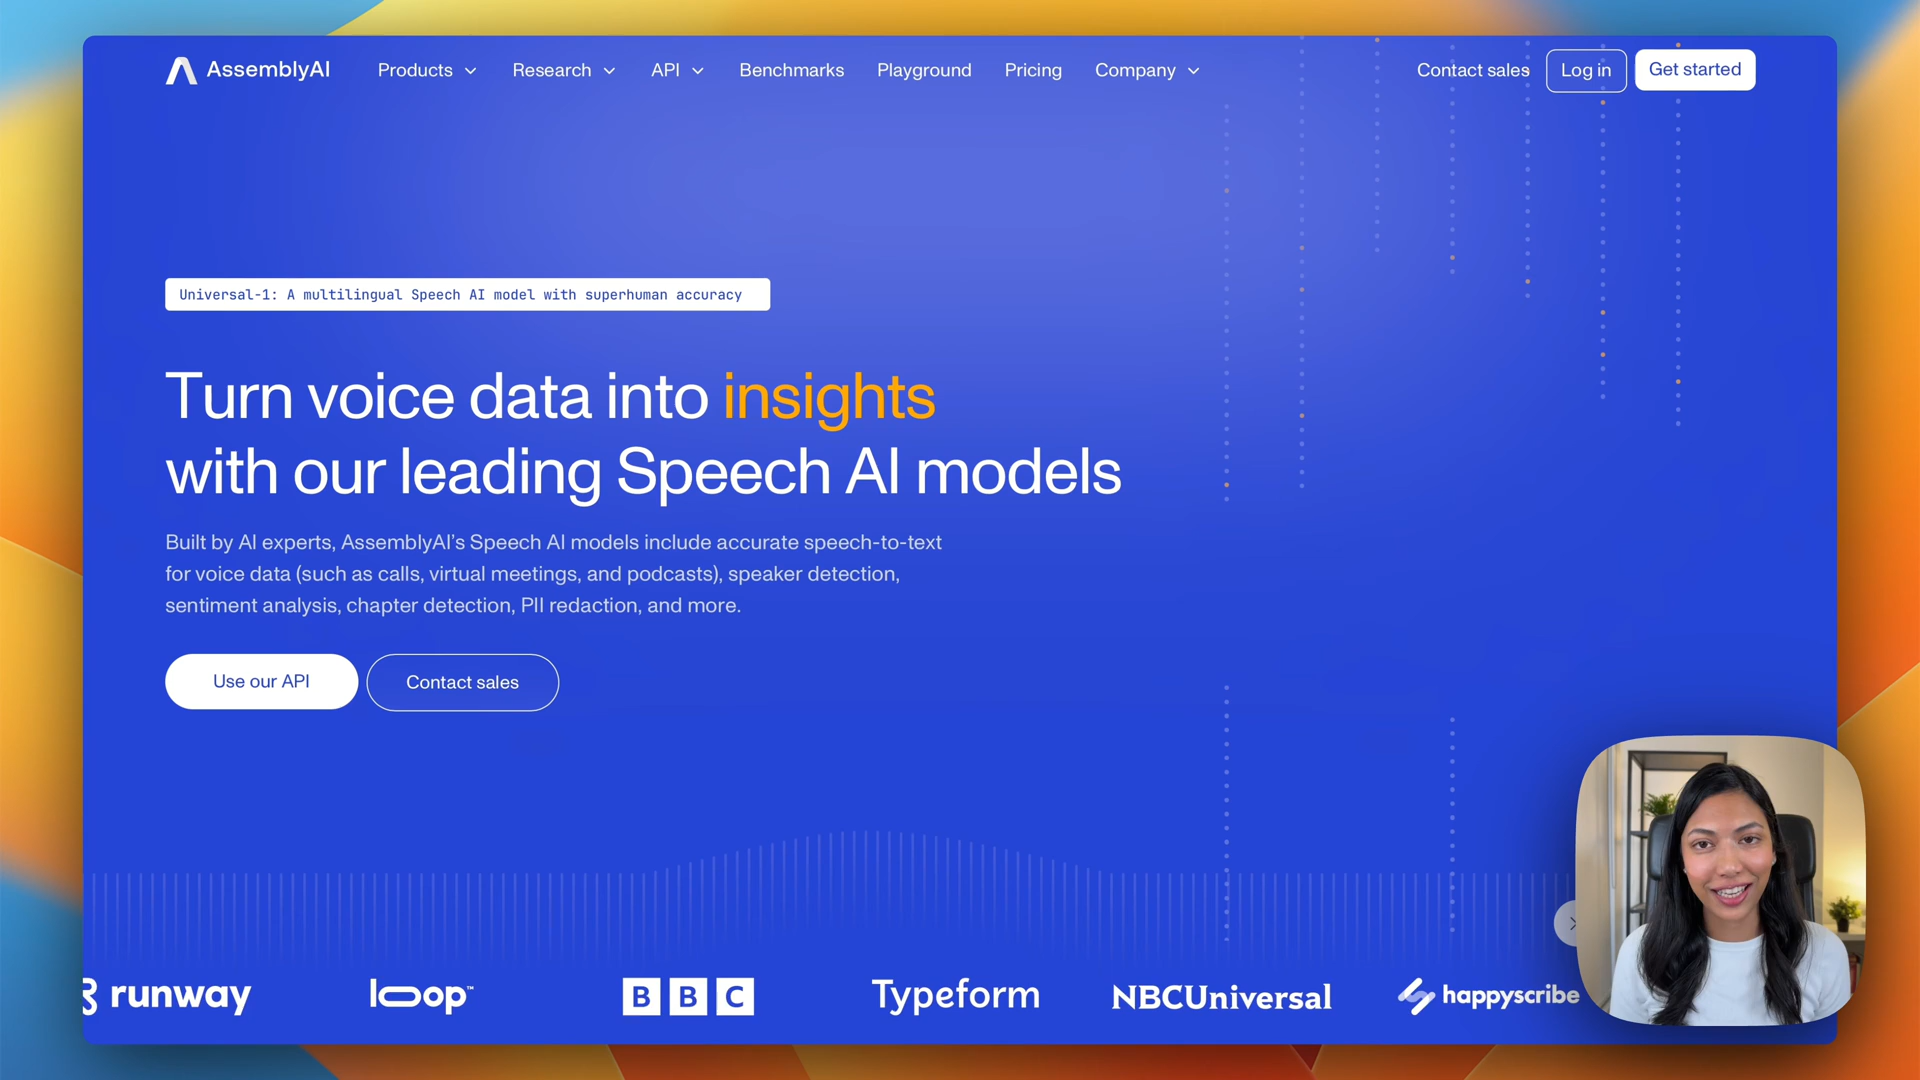 AssemblyAI
Products
Research
API
Benchmarks
Playground
Pricing
Company
Contact sales
Log in
Get started
Universal-1: A multilingual Speech AI model with superhuman accuracy
Turn voice data into insights
with our leading Speech AI models
Built by AI experts, AssemblyAI’s Speech AI models include accurate speech-to-text
for voice data (such as calls, virtual meetings, and podcasts), speaker detection,
sentiment analysis, chapter detection, PII redaction, and more.
Use our API
Contact sales
runway
loop™
BBC
Typeform
NBCUniversal
happyscribe